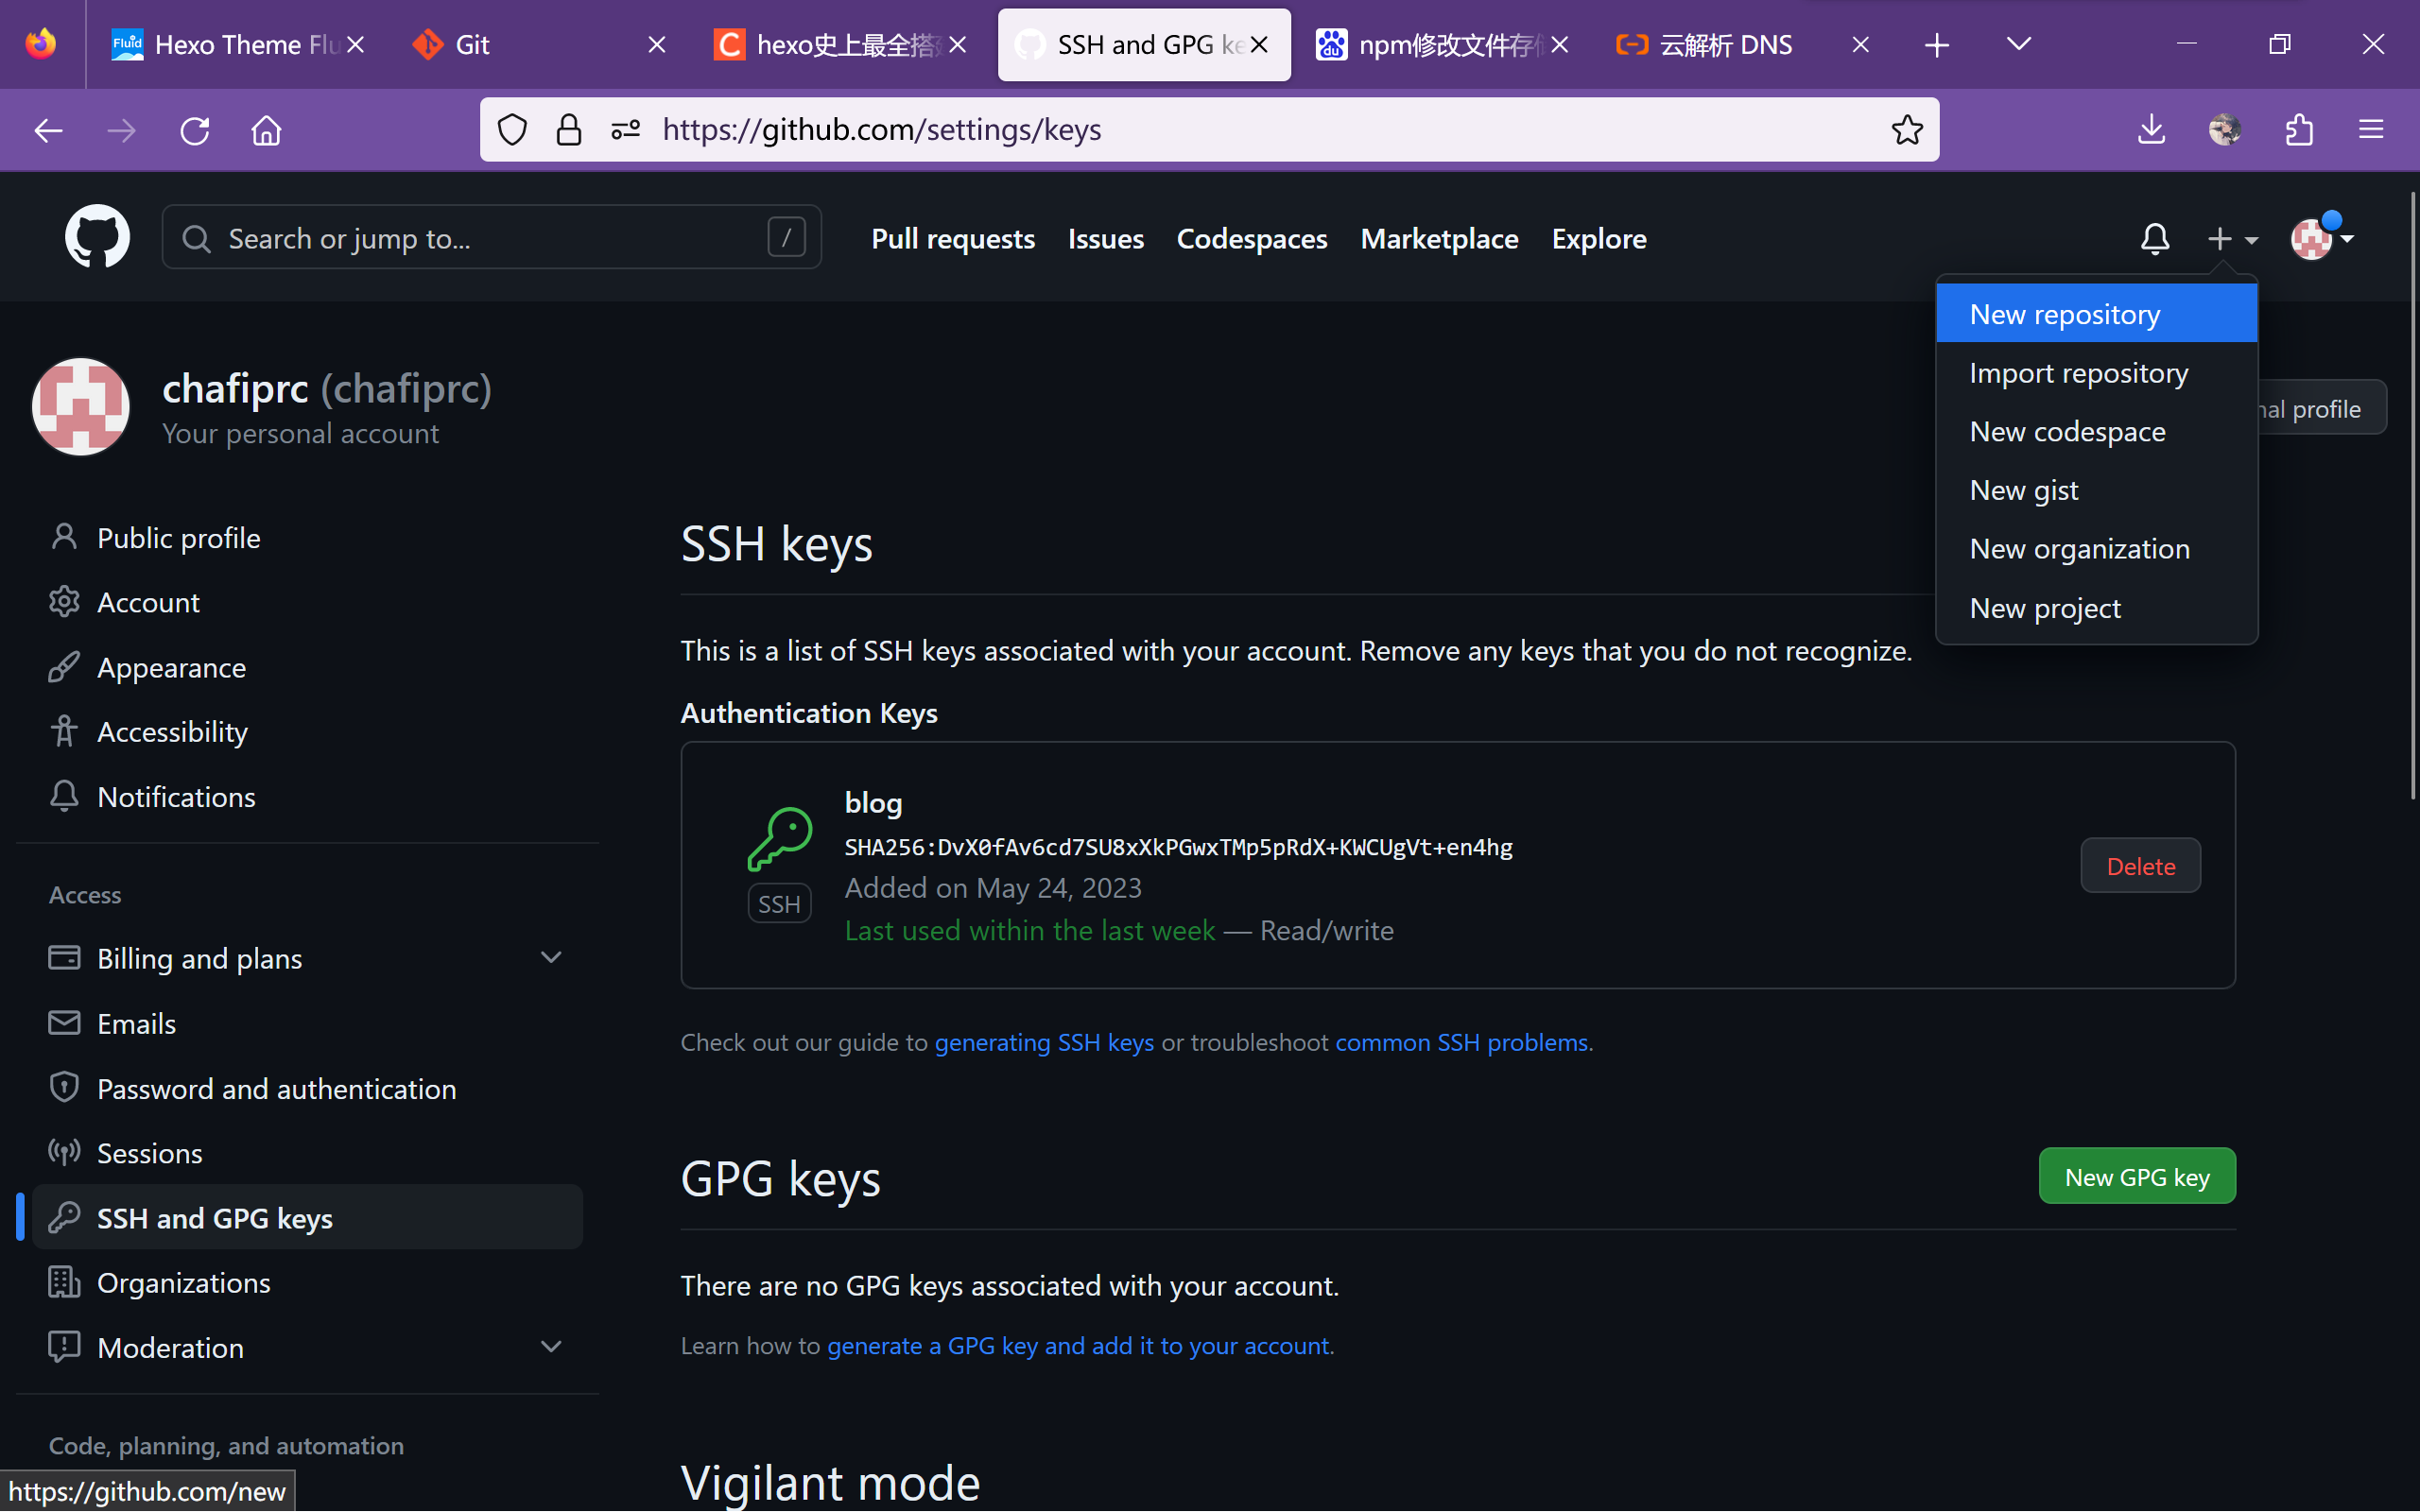 Fluid Hexo Theme Flu
Git
C hexo史上最全搭
SSH and GPG ke
du npm修改文件存
云解析 DNS
https://github.com/settings/keys
Search or jump to... /
Pull requests Issues Codespaces Marketplace Explore
New repository
Import repository
New codespace
New gist
New organization
New project
nal profile
chafiprc (chafiprc)
Your personal account
Public profile
Account
Appearance
Accessibility
Notifications
Access
Billing and plans
Emails
Password and authentication
Sessions
SSH and GPG keys
Organizations
Moderation
Code, planning, and automation
SSH keys
This is a list of SSH keys associated with your account. Remove any keys that you do not recognize.
Authentication Keys
blog
SHA256:DvX0fAv6cd7SU8xXkPGwxTMp5pRdX+KWCUgVt+en4hg
Added on May 24, 2023
Last used within the last week — Read/write
SSH
Delete
Check out our guide to generating SSH keys or troubleshoot common SSH problems.
GPG keys
New GPG key
There are no GPG keys associated with your account.
Learn how to generate a GPG key and add it to your account.
Vigilant mode
https://github.com/new